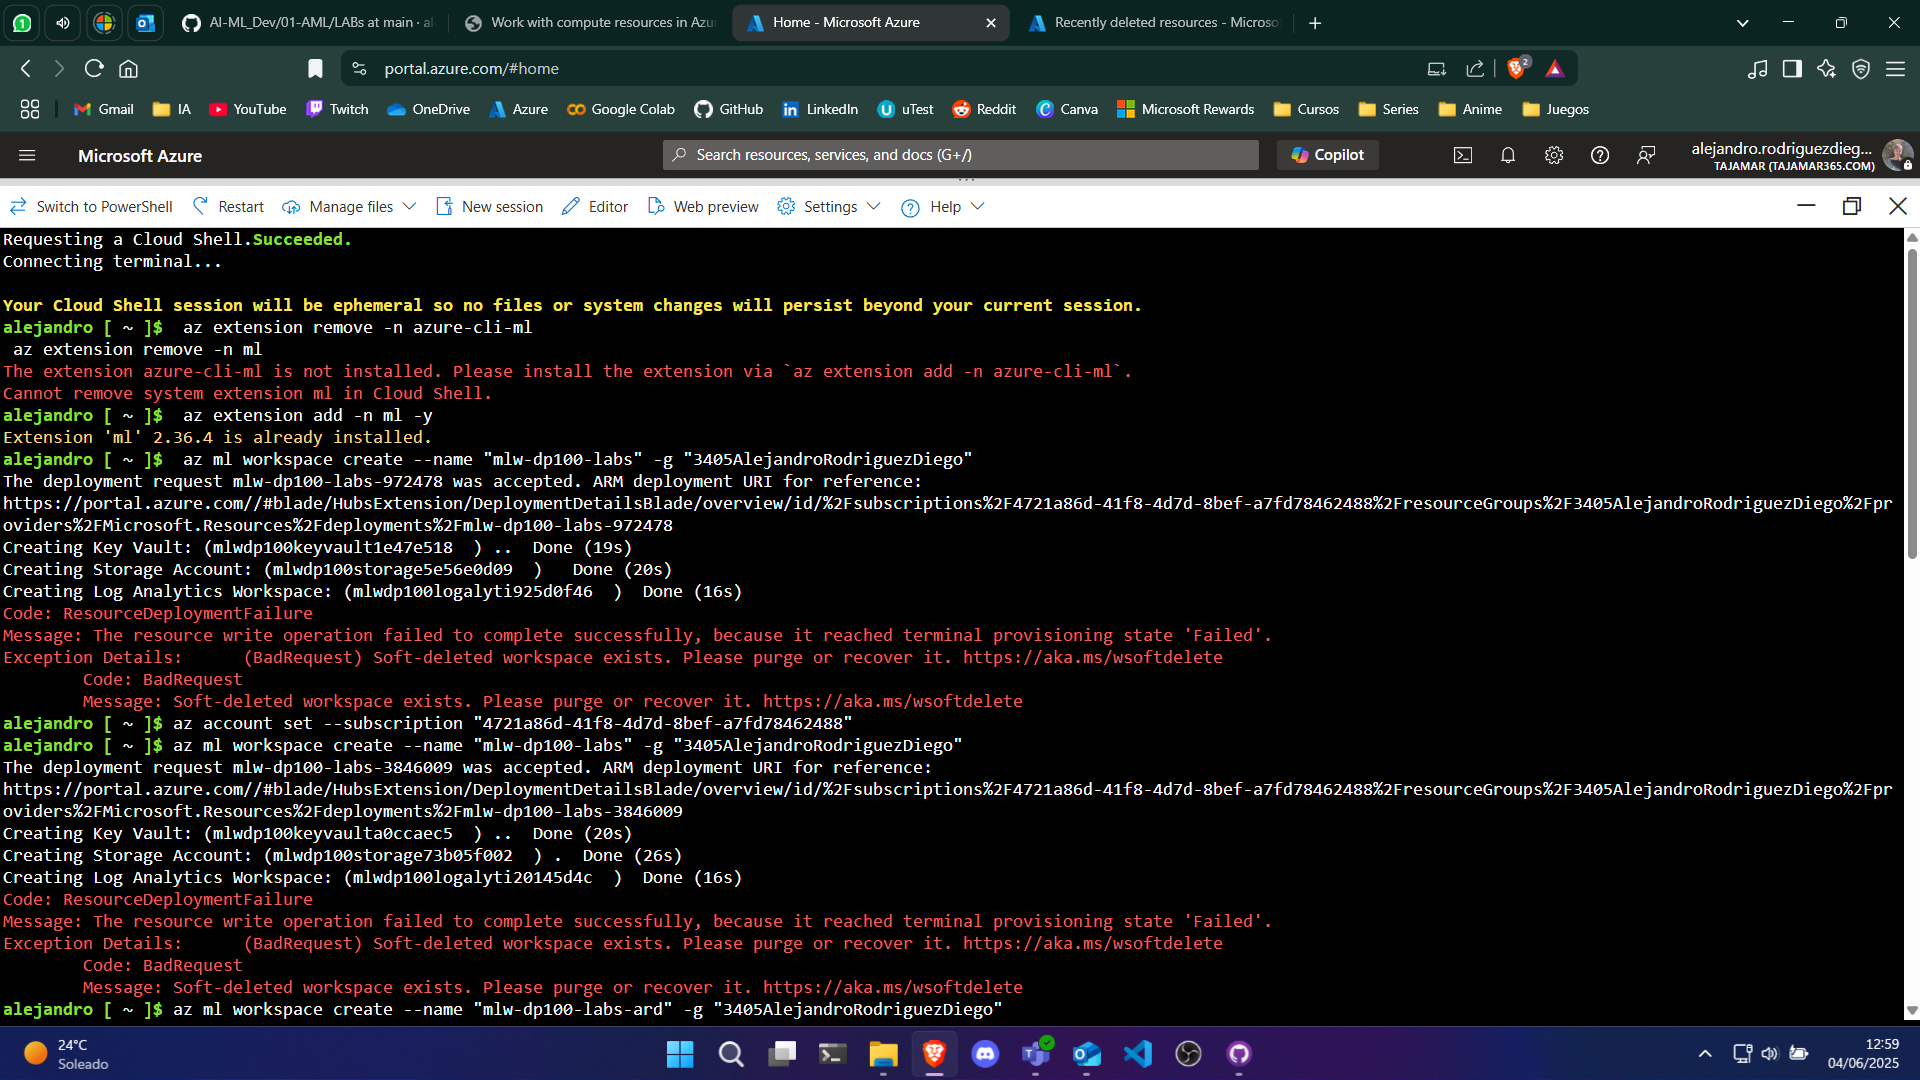 AI-ML_Dev/01-AML/LABs at main · al
Work with compute resources in Azu
Home - Microsoft Azure
Recently deleted resources - Microso
portal.azure.com/#home
2
Gmail
IA
YouTube
Twitch
OneDrive
Azure
Google Colab
GitHub
LinkedIn
uTest
Reddit
Canva
Microsoft Rewards
Cursos
Series
Anime
Juegos
Microsoft Azure
Search resources, services, and docs (G+/)
Copilot
alejandro.rodriguezdieg...
TAJAMAR (TAJAMAR365.COM)
Switch to PowerShell
Restart
Manage files
New session
Editor
Web preview
Settings
Help
Requesting a Cloud Shell.Succeeded.
Connecting terminal...
Your Cloud Shell session will be ephemeral so no files or system changes will persist beyond your current session.
alejandro [ ~ ]$  az extension remove -n azure-cli-ml
 az extension remove -n ml
The extension azure-cli-ml is not installed. Please install the extension via `az extension add -n azure-cli-ml`.
Cannot remove system extension ml in Cloud Shell.
alejandro [ ~ ]$  az extension add -n ml -y
Extension 'ml' 2.36.4 is already installed.
alejandro [ ~ ]$  az ml workspace create --name "mlw-dp100-labs" -g "3405AlejandroRodriguezDiego"
The deployment request mlw-dp100-labs-972478 was accepted. ARM deployment URI for reference:
https://portal.azure.com//#blade/HubsExtension/DeploymentDetailsBlade/overview/id/%2Fsubscriptions%2F4721a86d-41f8-4d7d-8bef-a7fd78462488%2FresourceGroups%2F3405AlejandroRodriguezDiego%2Fpr
oviders%2FMicrosoft.Resources%2Fdeployments%2Fmlw-dp100-labs-972478
Creating Key Vault: (mlwdp100keyvault1e47e518  ) ..  Done (19s)
Creating Storage Account: (mlwdp100storage5e56e0d09  )   Done (20s)
Creating Log Analytics Workspace: (mlwdp100logalyti925d0f46  )  Done (16s)
Code: ResourceDeploymentFailure
Message: The resource write operation failed to complete successfully, because it reached terminal provisioning state 'Failed'.
Exception Details:      (BadRequest) Soft-deleted workspace exists. Please purge or recover it. https://aka.ms/wsoftdelete
        Code: BadRequest
        Message: Soft-deleted workspace exists. Please purge or recover it. https://aka.ms/wsoftdelete
alejandro [ ~ ]$ az account set --subscription "4721a86d-41f8-4d7d-8bef-a7fd78462488"
alejandro [ ~ ]$ az ml workspace create --name "mlw-dp100-labs" -g "3405AlejandroRodriguezDiego"
The deployment request mlw-dp100-labs-3846009 was accepted. ARM deployment URI for reference:
https://portal.azure.com//#blade/HubsExtension/DeploymentDetailsBlade/overview/id/%2Fsubscriptions%2F4721a86d-41f8-4d7d-8bef-a7fd78462488%2FresourceGroups%2F3405AlejandroRodriguezDiego%2Fpr
oviders%2FMicrosoft.Resources%2Fdeployments%2Fmlw-dp100-labs-3846009
Creating Key Vault: (mlwdp100keyvaulta0ccaec5  ) ..  Done (20s)
Creating Storage Account: (mlwdp100storage73b05f002  ) .  Done (26s)
Creating Log Analytics Workspace: (mlwdp100logalyti20145d4c  )  Done (16s)
Code: ResourceDeploymentFailure
Message: The resource write operation failed to complete successfully, because it reached terminal provisioning state 'Failed'.
Exception Details:      (BadRequest) Soft-deleted workspace exists. Please purge or recover it. https://aka.ms/wsoftdelete
        Code: BadRequest
        Message: Soft-deleted workspace exists. Please purge or recover it. https://aka.ms/wsoftdelete
alejandro [ ~ ]$ az ml workspace create --name "mlw-dp100-labs-ard" -g "3405AlejandroRodriguezDiego"
24°C
Soleado
12:59
04/06/2025